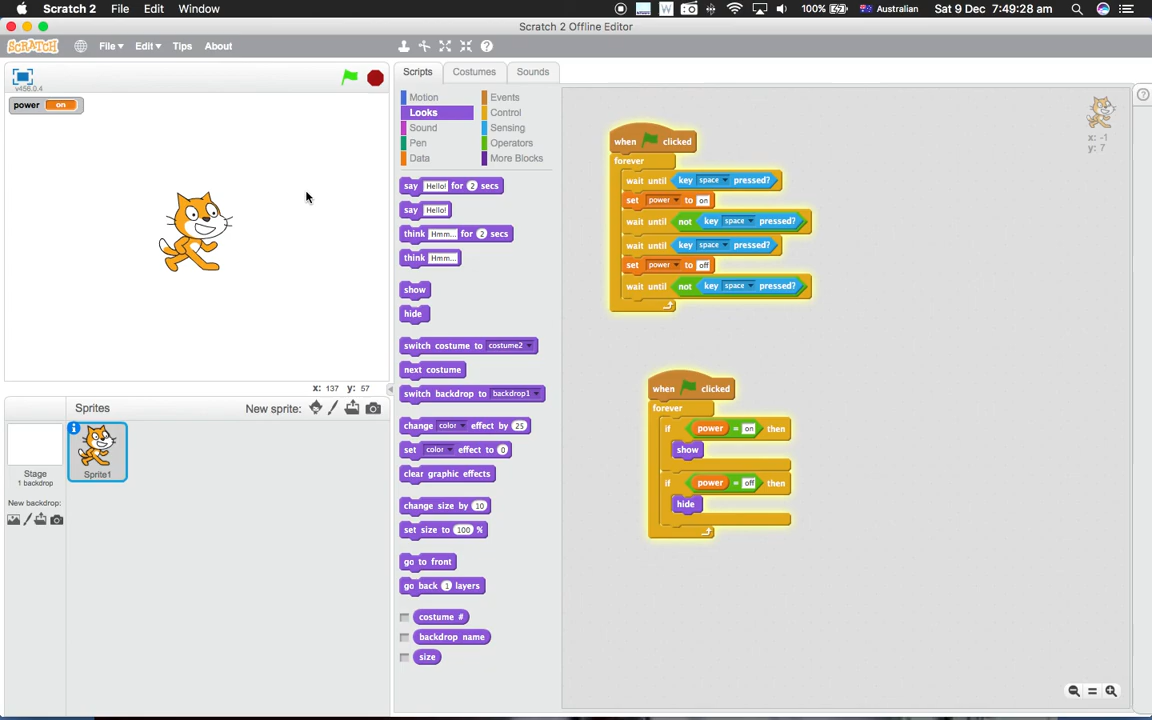 Scratch 2 File Edit Window 100% Australian Sat 9 Dec 7:49:28 am
Scratch 2 Offline Editor
SCRATCH File Edit Tips About
v456.0.4
power on
x: 137 y: 57
Sprites New sprite:
Stage
1 backdrop
New backdrop:
Sprite1
Scripts Costumes Sounds
Motion Events
Looks Control
Sound Sensing
Pen Operators
Data More Blocks
say Hello! for 2 secs
say Hello!
think Hmm... for 2 secs
think Hmm...
show
hide
switch costume to costume2
next costume
switch backdrop to backdrop1
change color effect by 25
set color effect to 0
clear graphic effects
change size by 10
set size to 100 %
go to front
go back 1 layers
costume #
backdrop name
size
when clicked
forever
wait until key space pressed?
set power to on
wait until not key space pressed?
wait until key space pressed?
set power to off
wait until not key space pressed?
when clicked
forever
if power = on then
show
if power = off then
hide
x: -1
y: 7